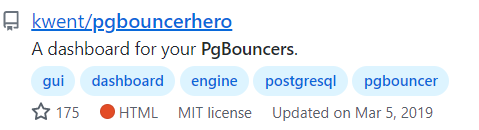 kwent/pgbouncerhero
A dashboard for your PgBouncers.
gui dashboard engine postgresql pgbouncer
175 HTML MIT license Updated on Mar 5, 2019